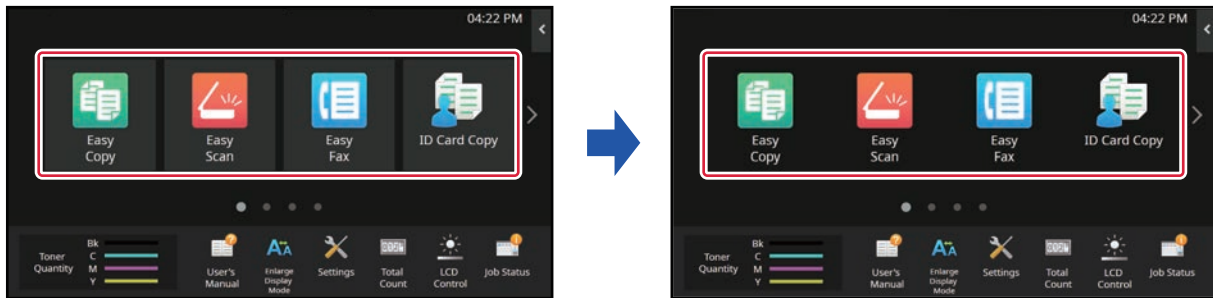 04:22 PM
Easy
Copy
Easy
Scan
Easy
Fax
ID Card Copy
Toner
Quantity
Bk
C
M
Y
User's
Manual
Enlarge
Display
Mode
Settings
Total
Count
LCD
Control
Job Status
04:22 PM
Easy
Copy
Easy
Scan
Easy
Fax
ID Card Copy
Toner
Quantity
Bk
C
M
Y
User's
Manual
Enlarge
Display
Mode
Settings
Total
Count
LCD
Control
Job Status